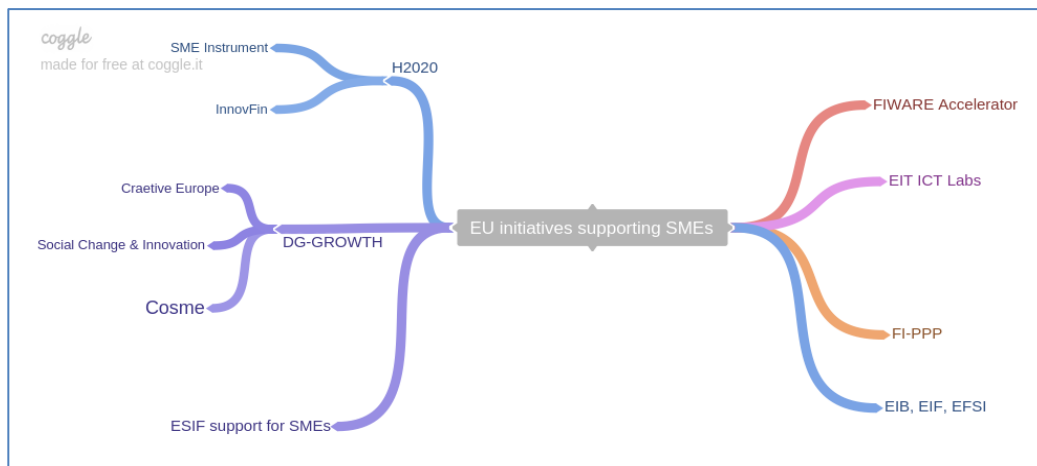 coggle
made for free at coggle.it
SME Instrument
H2020
InnovFin
Craetive Europe
Social Change & Innovation
DG-GROWTH
Cosme
ESIF support for SMEs
EU initiatives supporting SMEs
FIWARE Accelerator
EIT ICT Labs
FI-PPP
EIB, EIF, EFSI